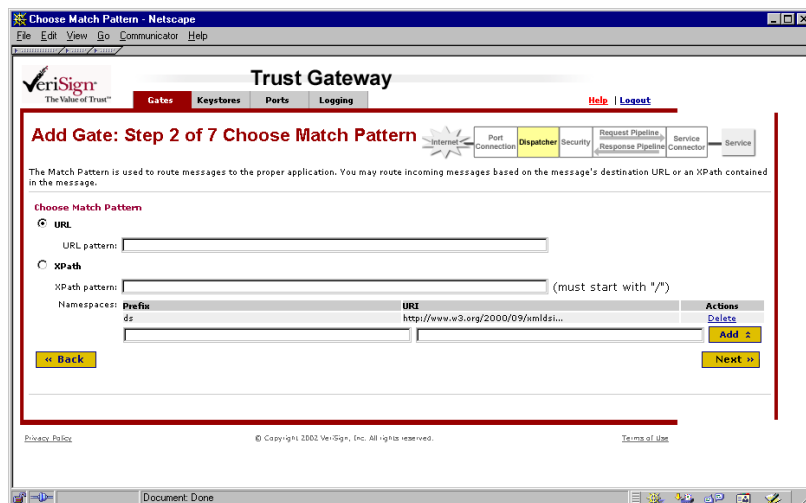 Choose Match Pattern - Netscape
File Edit View Go Communicator Help
VeriSign
The Value of Trust™
Trust Gateway
Gates Keystores Ports Logging
Help | Logout
Add Gate: Step 2 of 7 Choose Match Pattern
Internet Port Connection Dispatcher Security Request Pipeline Response Pipeline Service Connector Service
The Match Pattern is used to route messages to the proper application. You may route incoming messages based on the message's destination URL or an XPath contained
in the message.
Choose Match Pattern
URL
URL pattern:
XPath
XPath pattern: (must start with "/")
Namespaces: Prefix URI Actions
ds http://www.w3.org/2000/09/xmldsi... Delete
Add
« Back Next »
Privacy Policy © Copyright 2002 VeriSign, Inc. All rights reserved. Terms of Use
Document: Done